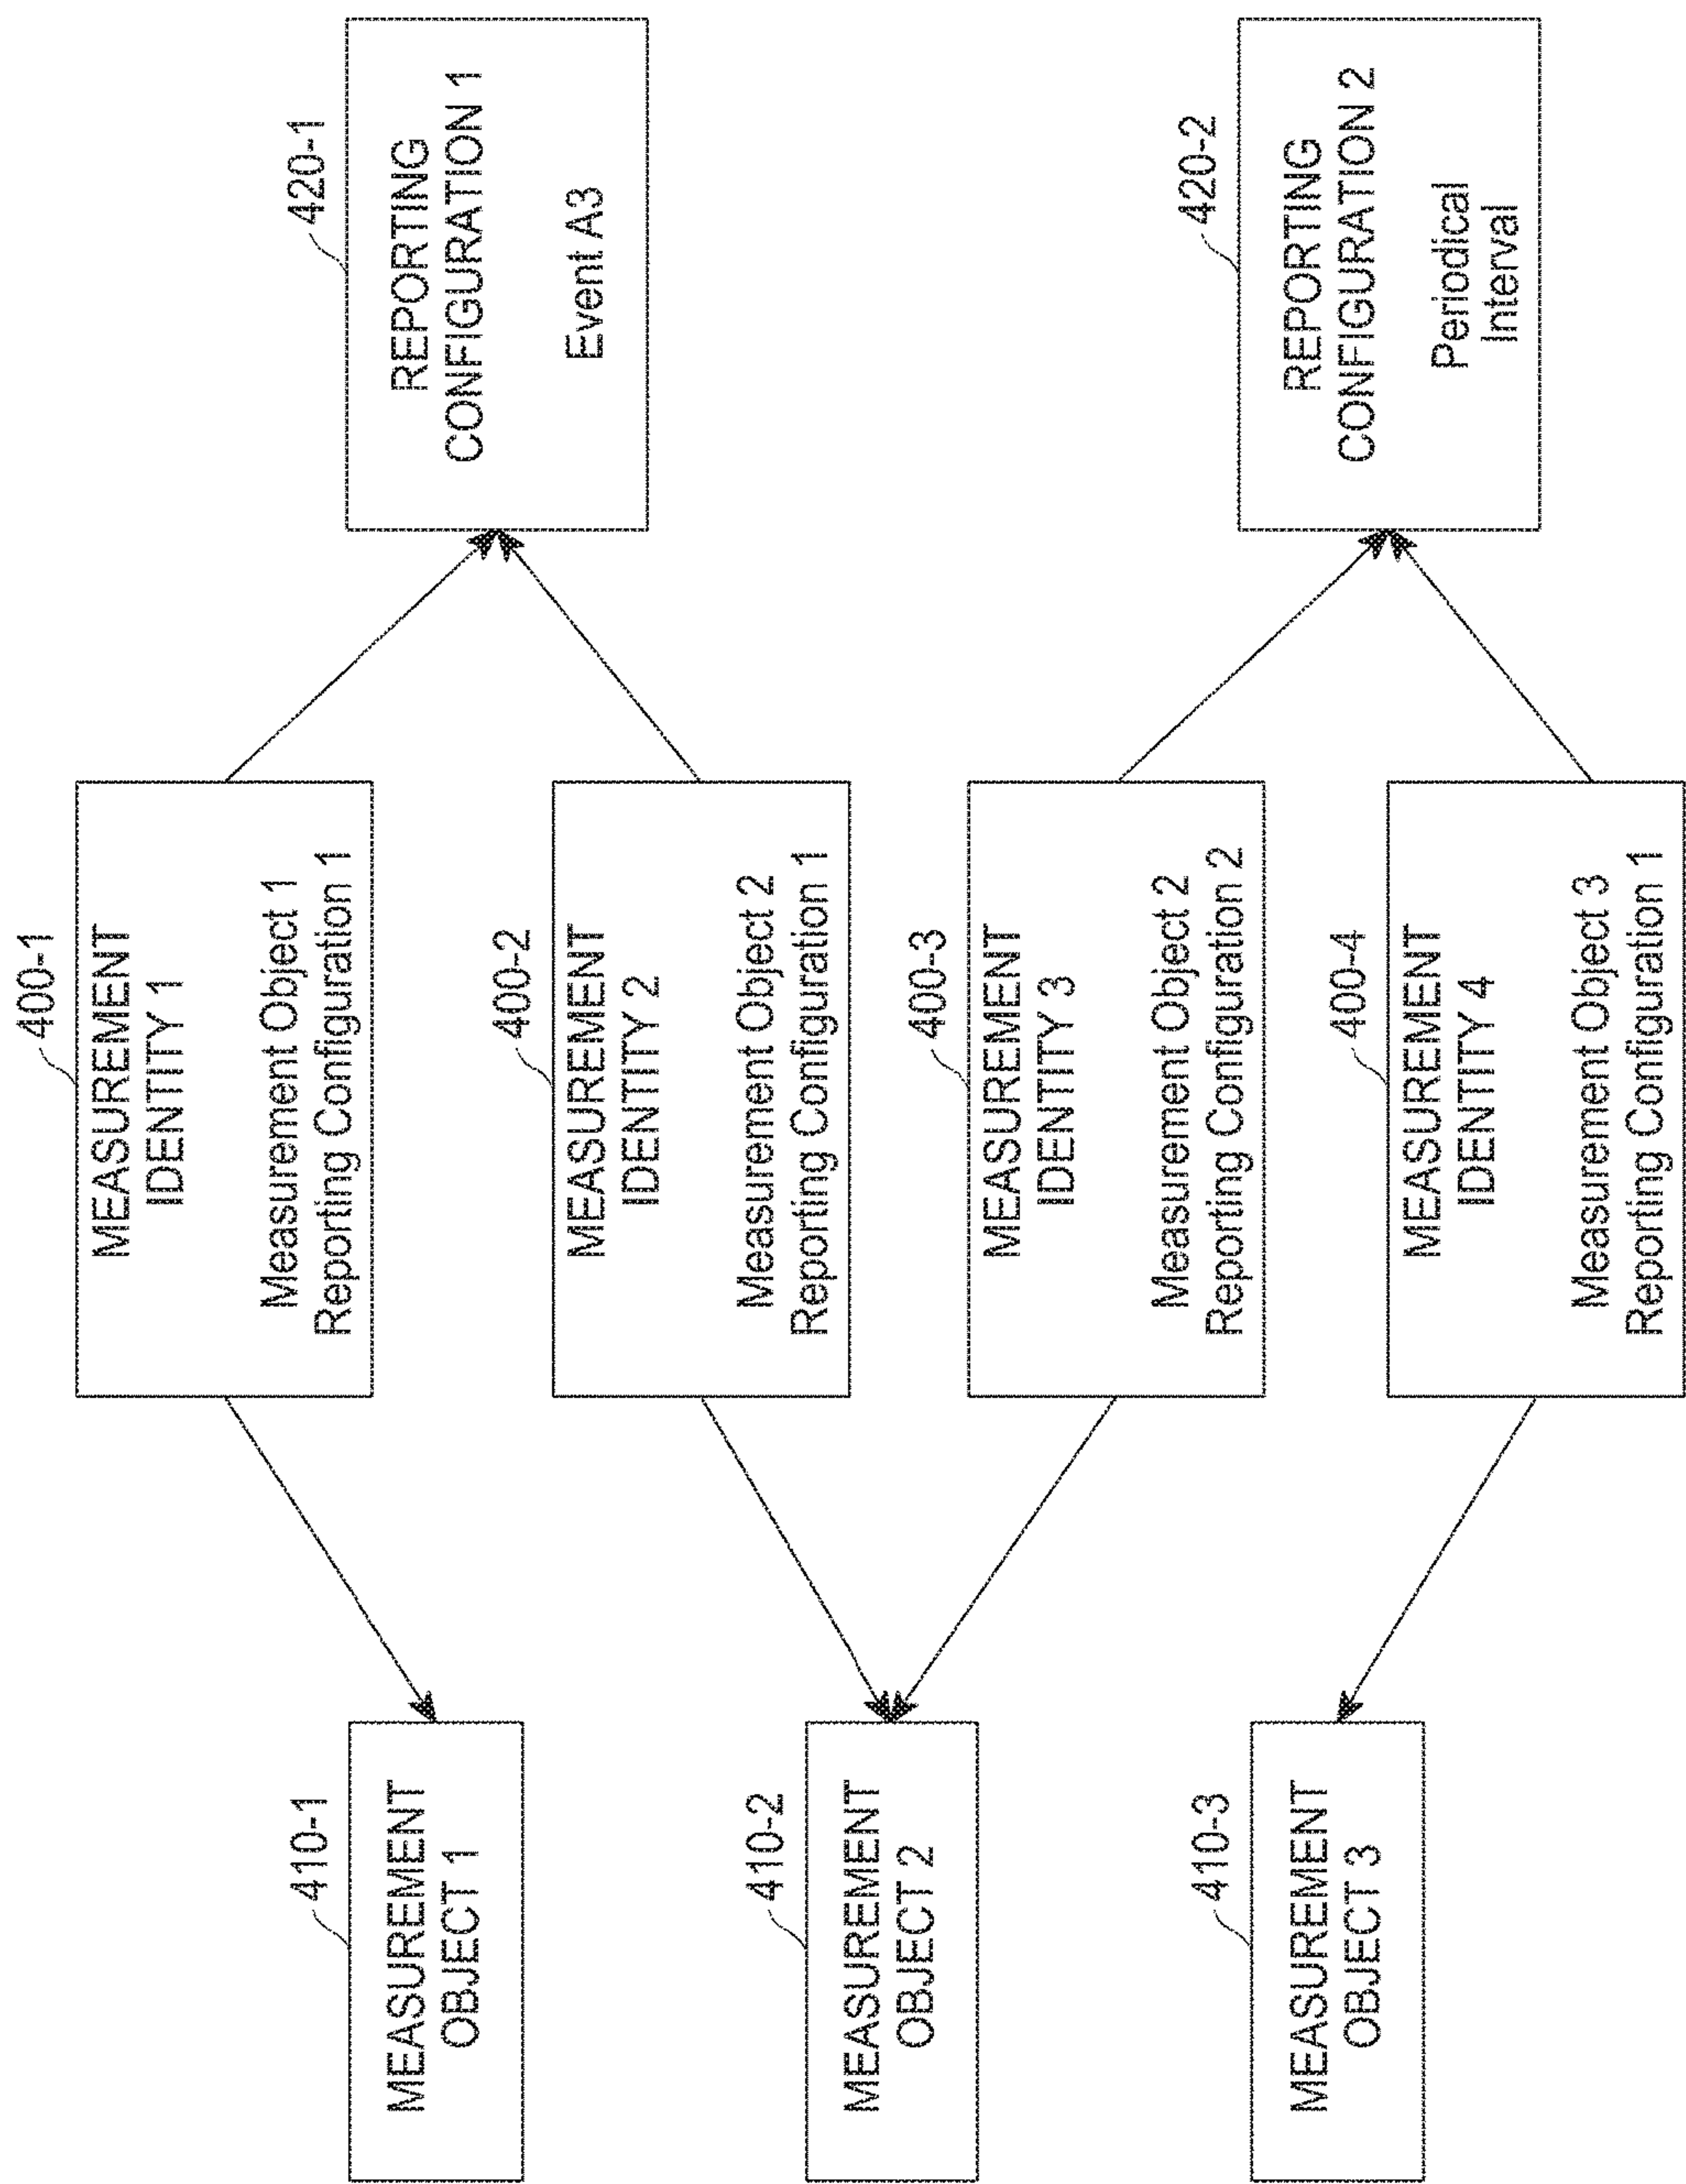 410-1
MEASUREMENT
OBJECT 1
410-2
MEASUREMENT
OBJECT 2
410-3
MEASUREMENT
OBJECT 3
400-1
MEASUREMENT
IDENTITY 1
Measurement Object 1
Reporting Configuration 1
400-2
MEASUREMENT
IDENTITY 2
Measurement Object 2
Reporting Configuration 1
400-3
MEASUREMENT
IDENTITY 3
Measurement Object 2
Reporting Configuration 2
400-4
MEASUREMENT
IDENTITY 4
Measurement Object 3
Reporting Configuration 1
420-1
REPORTING
CONFIGURATION 1
Event A3
420-2
REPORTING
CONFIGURATION 2
Periodical
Interval